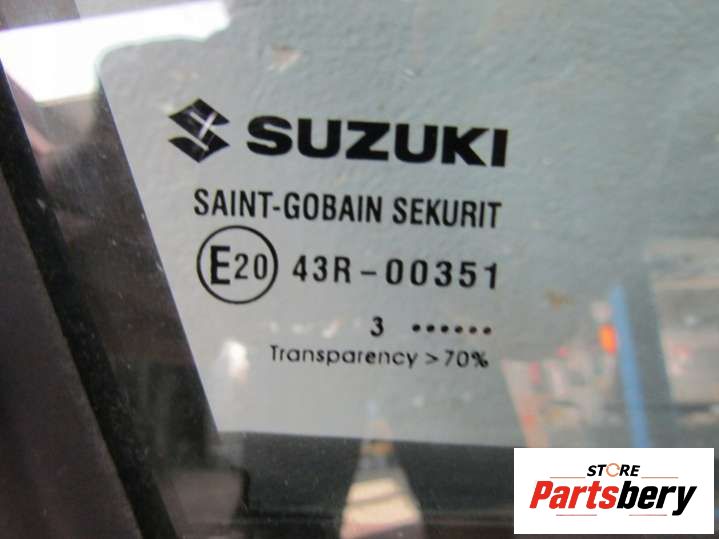 SUZUKI
SAINT-GOBAIN SEKURIT
E20 43R-00351
3 ••••••
Transparency >70%
STORE
Partsbery